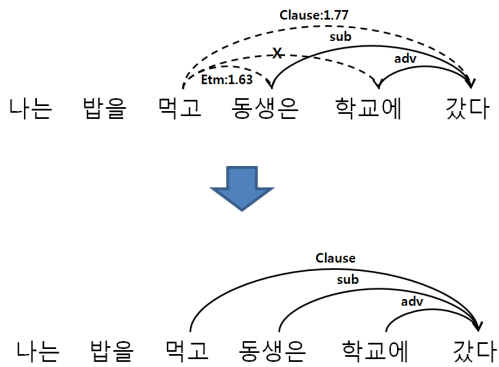 Clause:1.77
sub
X
adv
Etm:1.63
나는 밥을 먹고 동생은 학교에 갔다
Clause
sub
adv
나는 밥을 먹고 동생은 학교에 갔다